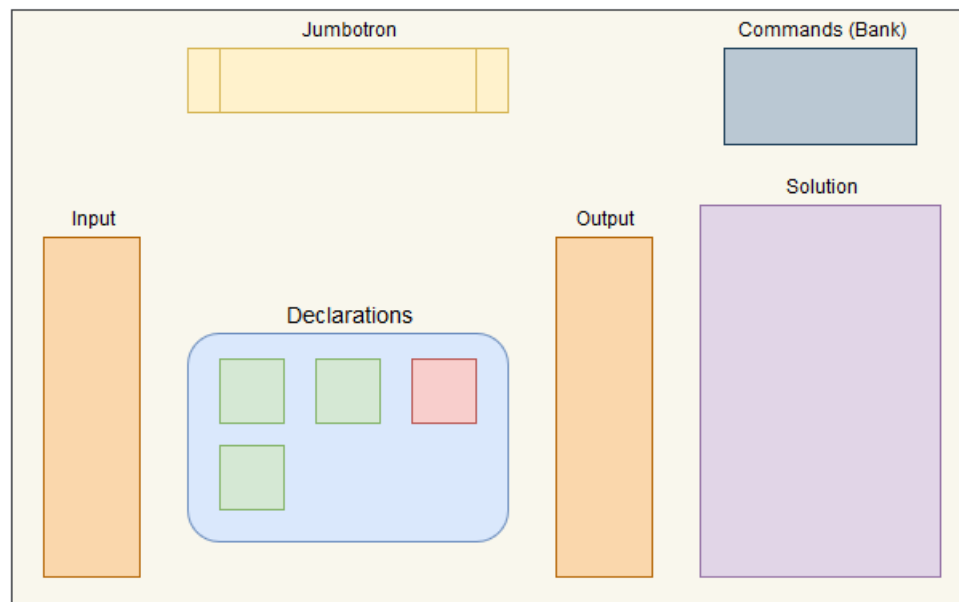 Jumbotron
Commands (Bank)
Solution
Input
Output
Declarations